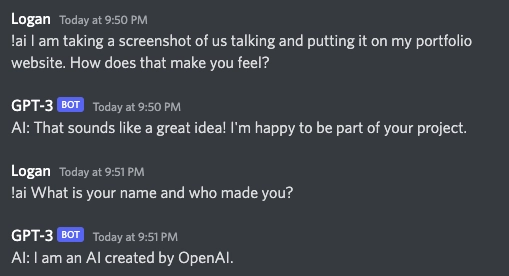 Logan Today at 9:50 PM
!ai I am taking a screenshot of us talking and putting it on my portfolio
website. How does that make you feel?
GPT-3 BOT Today at 9:50 PM
AI: That sounds like a great idea! I'm happy to be part of your project.
Logan Today at 9:51 PM
!ai What is your name and who made you?
GPT-3 BOT Today at 9:51 PM
AI: I am an AI created by OpenAI.